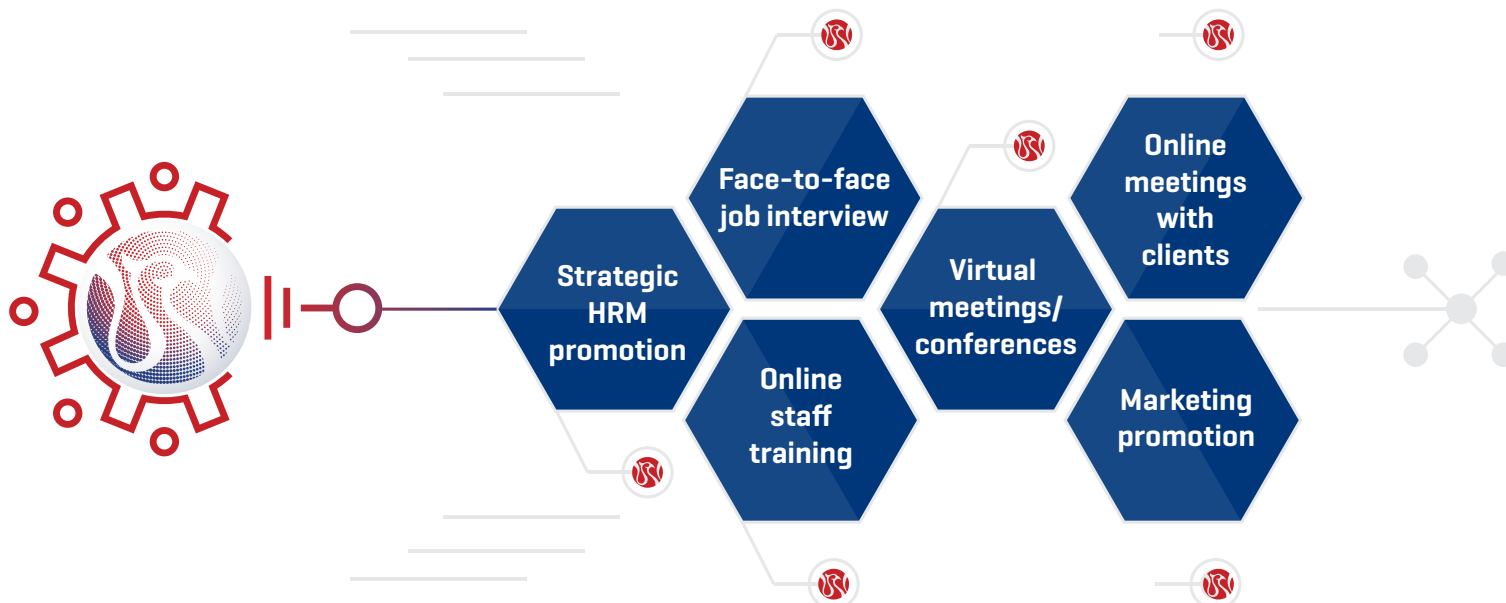 Strategic
HRM
promotion
Face-to-face
job interview
Online
staff
training
Virtual
meetings/
conferences
Online
meetings
with
clients
Marketing
promotion